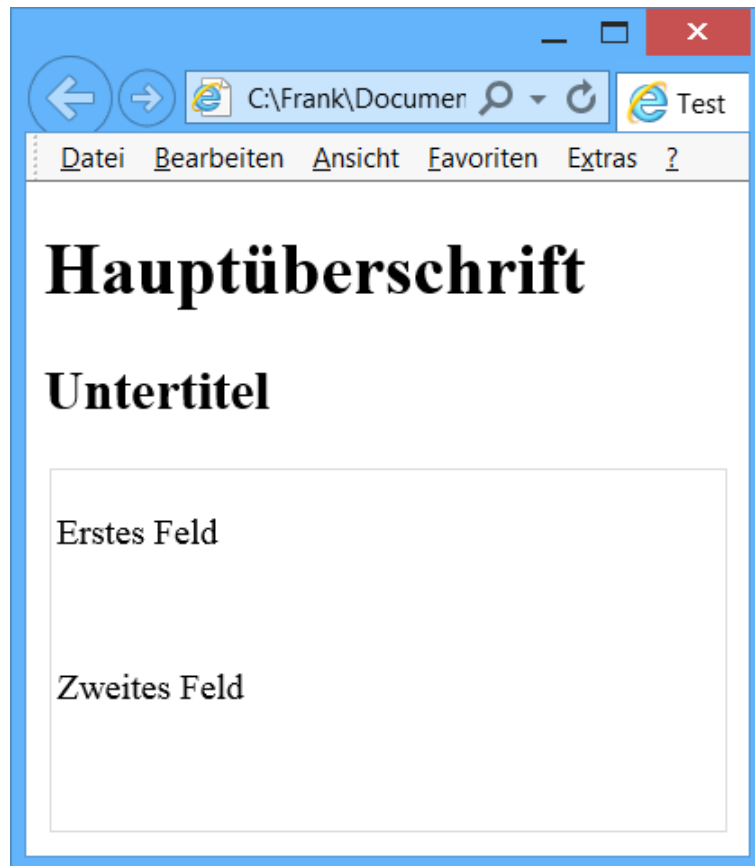 C:\Frank\Documen
Test
Datei Bearbeiten Ansicht Favoriten Extras ?
Hauptüberschrift
Untertitel
Erstes Feld
Zweites Feld